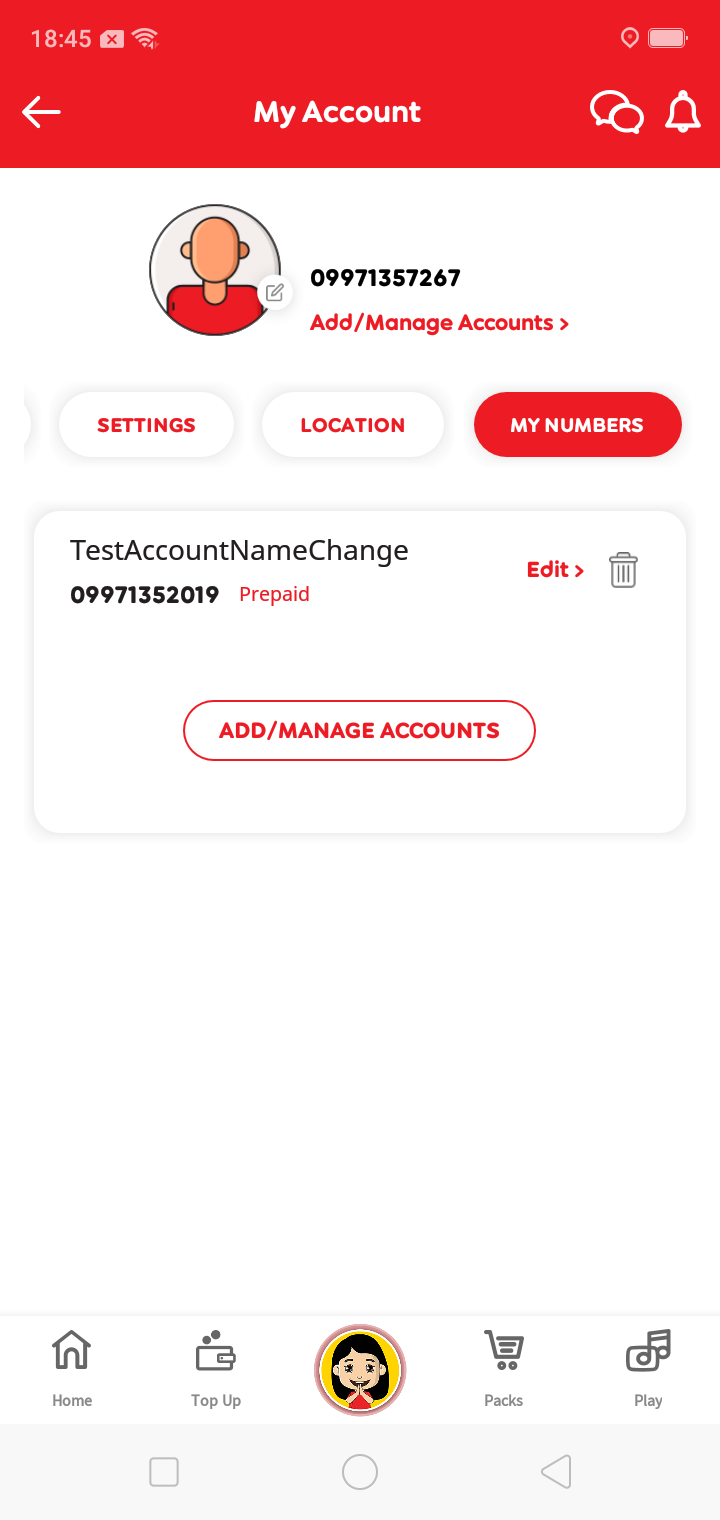 18:45
My Account
09971357267
Add/Manage Accounts >
SETTINGS
LOCATION
MY NUMBERS
TestAccountNameChange
09971352019 Prepaid
Edit >
ADD/MANAGE ACCOUNTS
Home
Top Up
Packs
Play